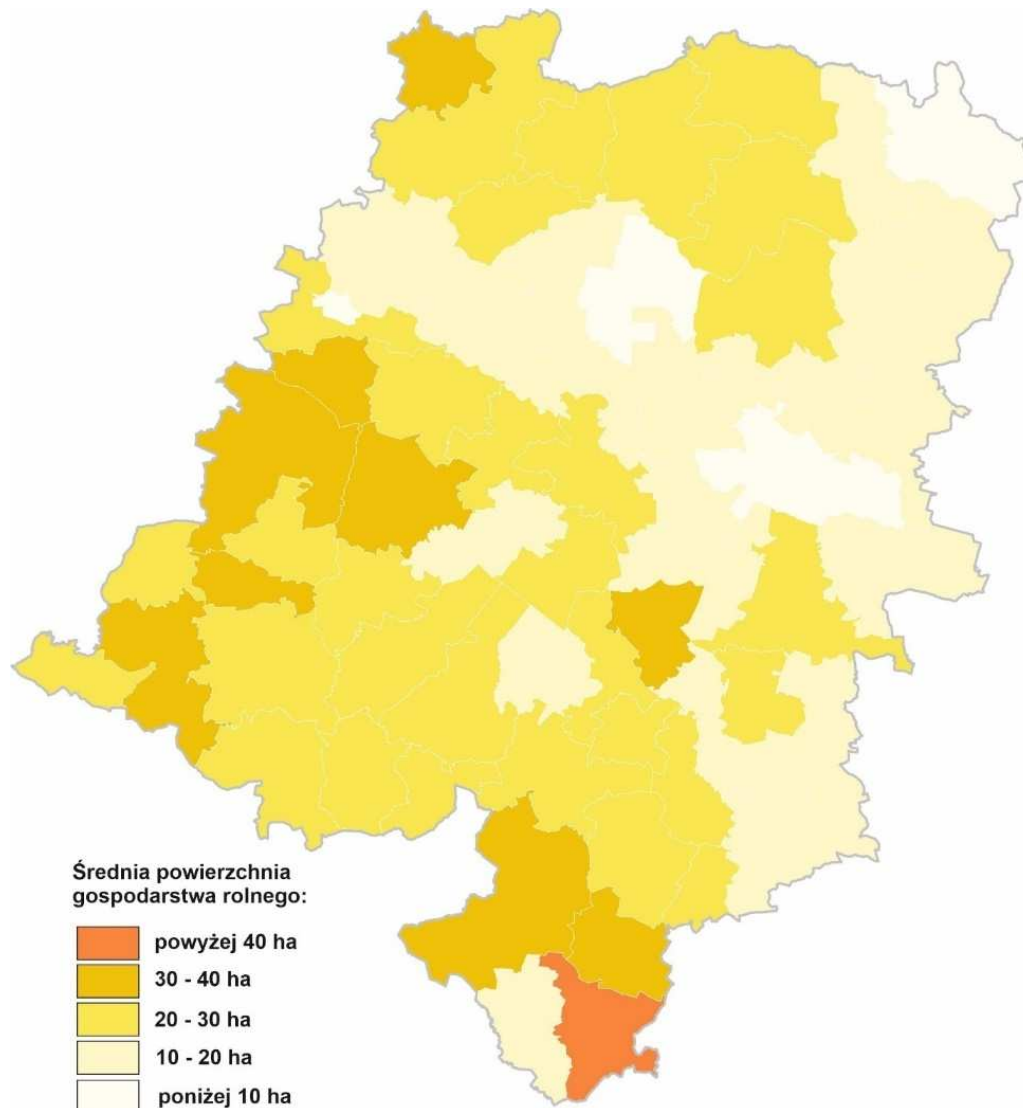 Średnia powierzchnia
gospodarstwa rolnego:
powyżej 40 ha
30 - 40 ha
20 - 30 ha
10 - 20 ha
poniżej 10 ha